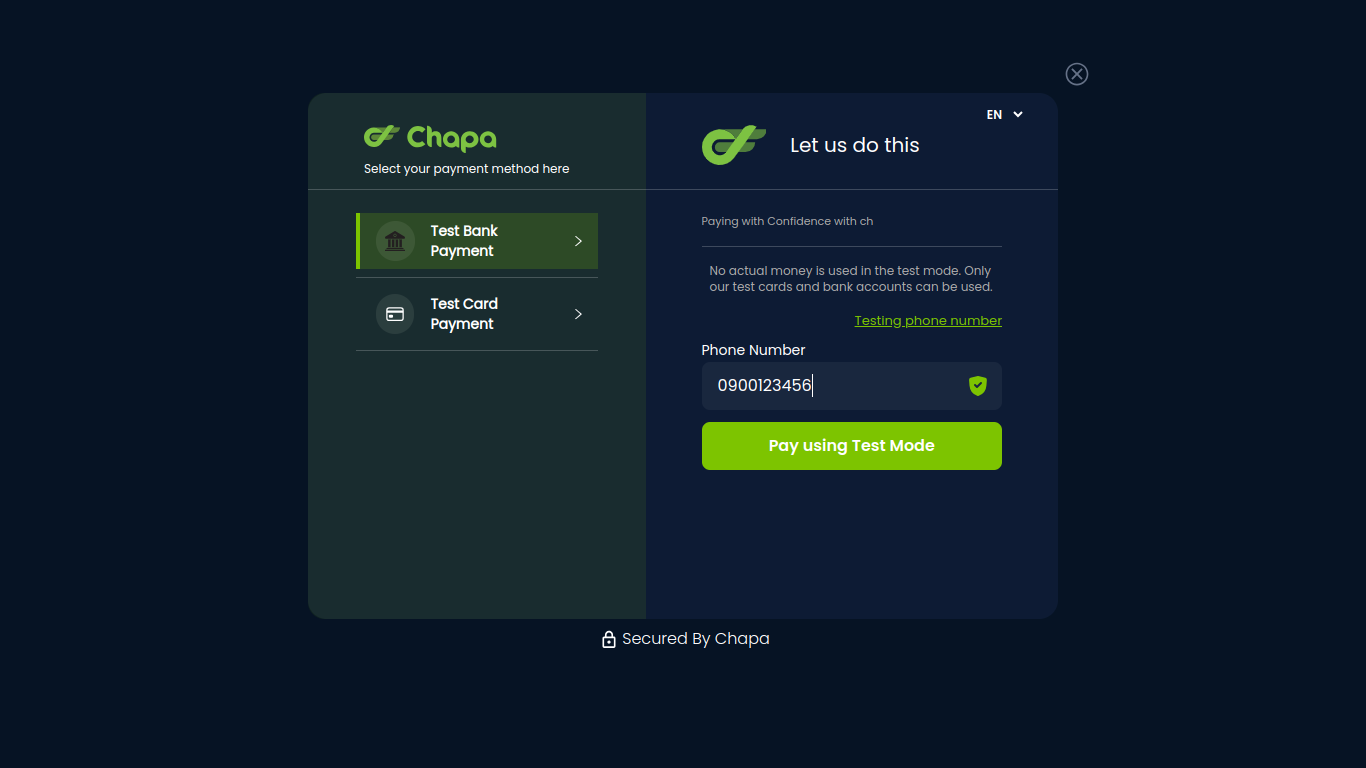 Chapa
Select your payment method here
Test Bank
Payment
Test Card
Payment
EN
Let us do this
Paying with Confidence with ch
No actual money is used in the test mode. Only
our test cards and bank accounts can be used.
Testing phone number
Phone Number
0900123456
Pay using Test Mode
Secured By Chapa